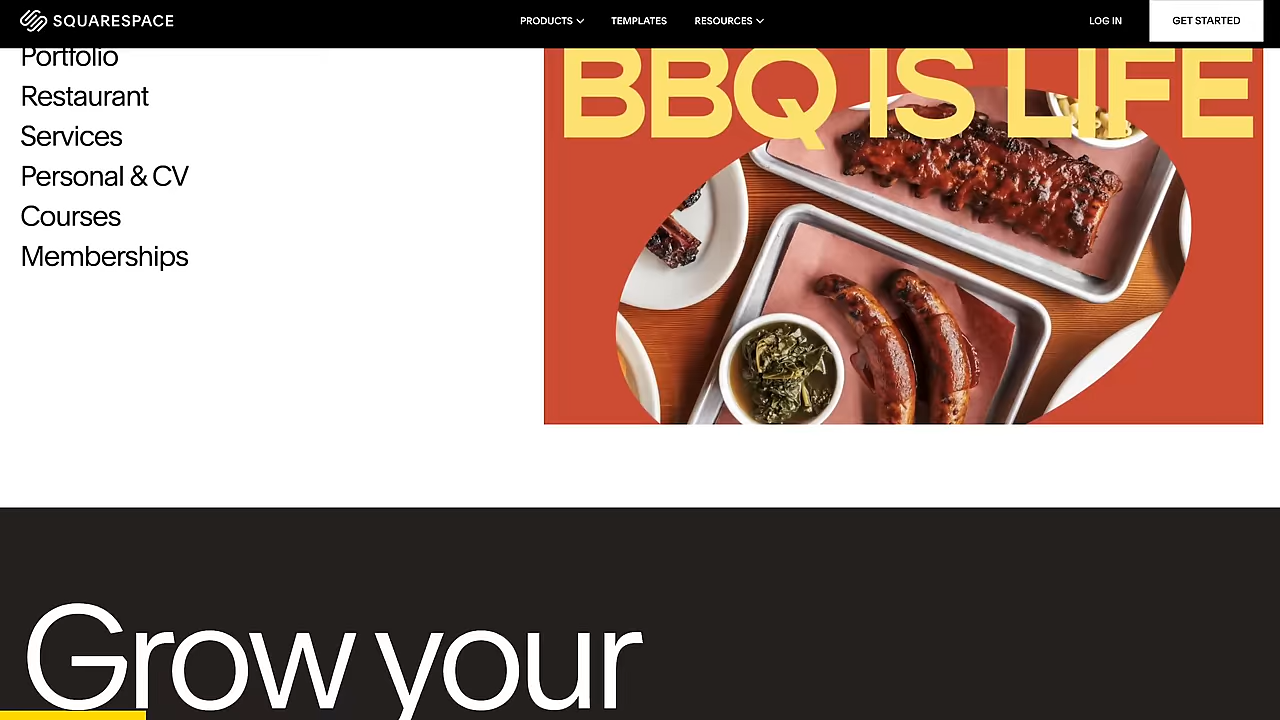 SQUARESPACE
PRODUCTS
TEMPLATES
RESOURCES
LOG IN
GET STARTED
Portfolio
Restaurant
Services
Personal & CV
Courses
Memberships
BBQ IS LIFE
Grow your